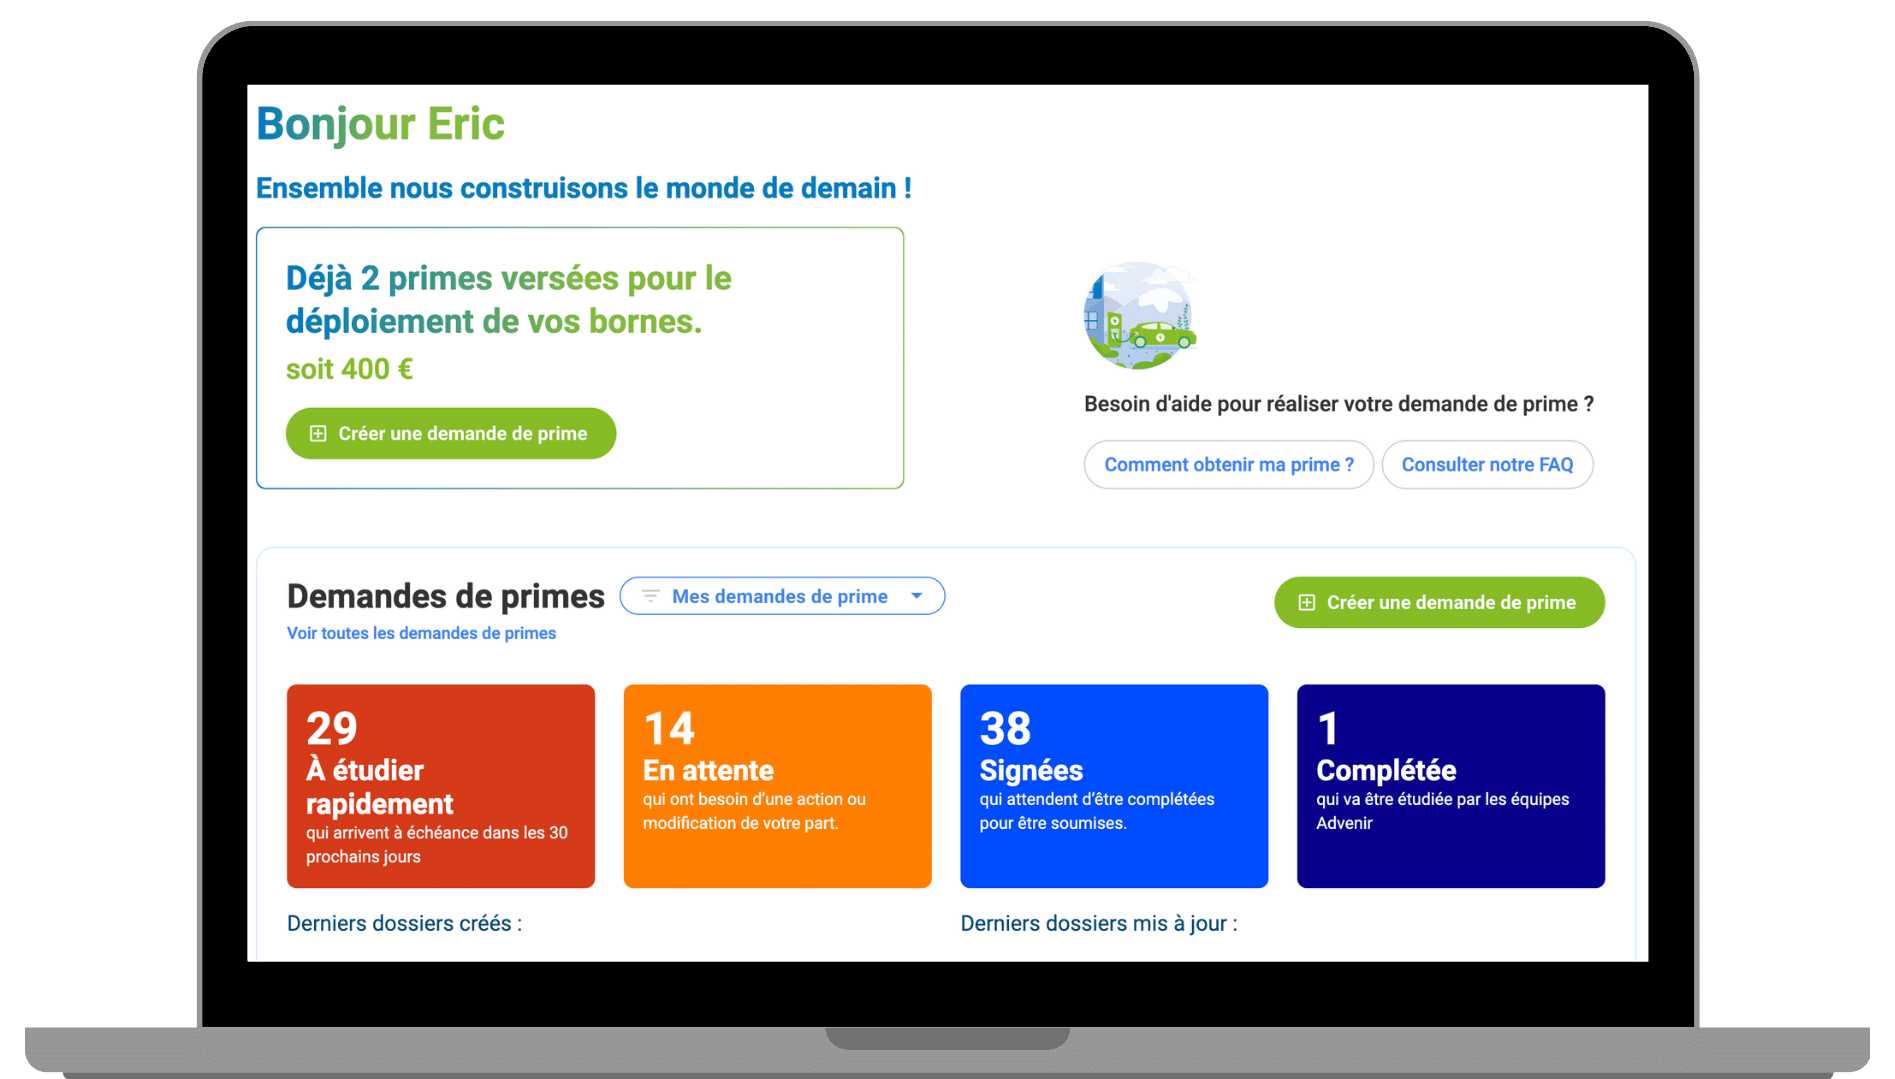 Bonjour Eric
Ensemble nous construisons le monde de demain !
Déjà 2 primes versées pour le
déploiement de vos bornes.
soit 400 €
Créer une demande de prime
Besoin d'aide pour réaliser votre demande de prime ?
Comment obtenir ma prime ?
Consulter notre FAQ
Demandes de primes
Mes demandes de prime
Créer une demande de prime
Voir toutes les demandes de primes
29
À étudier
rapidement
qui arrivent à échéance dans les 30
prochains jours
14
En attente
qui ont besoin d’une action ou
modification de votre part.
38
Signées
qui attendent d’être complétées
pour être soumises.
1
Complétée
qui va être étudiée par les équipes
Advenir
Derniers dossiers créés :
Derniers dossiers mis à jour :